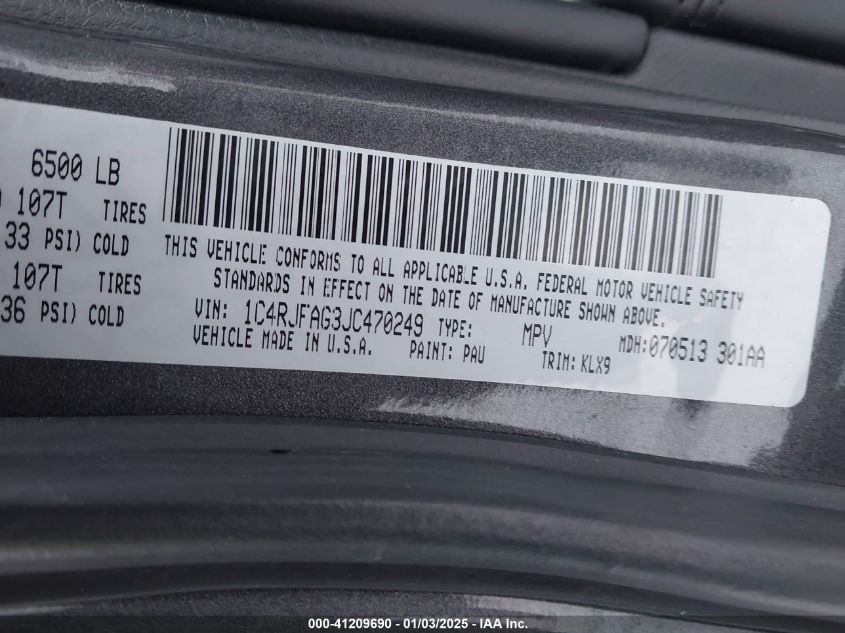 6500 LB
107T TIRES
33 PSI) COLD
107T TIRES
36 PSI) COLD
THIS VEHICLE CONFORMS TO ALL APPLICABLE U.S.A. FEDERAL MOTOR VEHICLE SAFETY
STANDARDS IN EFFECT ON THE DATE OF MANUFACTURE SHOWN ABOVE.
VIN: 1C4RJFAG3JC470249 TYPE: MPV MDH:070513 301AA
VEHICLE MADE IN U.S.A. PAINT: PAU TRIM: KLX9
000-41209690 - 01/03/2025 - IAA Inc.